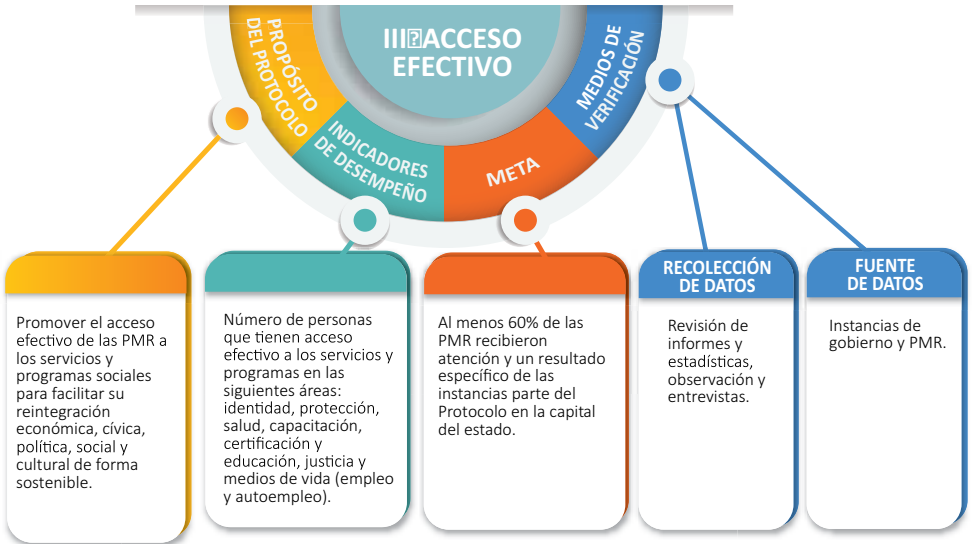 III ACCESO
EFECTIVO
PROPÓSITO
DEL PROTOCOLO
INDICADORES
DE DESEMPEÑO
META
MEDIOS DE
VERIFICACIÓN
Promover el acceso
efectivo de las PMR a
los servicios y
programas sociales
para facilitar su
reintegración
económica, cívica,
política, social y
cultural de forma
sostenible.
Número de personas
que tienen acceso
efectivo a los servicios y
programas en las
siguientes áreas:
identidad, protección,
salud, capacitación,
certificación y
educación, justicia y
medios de vida (empleo
y autoempleo).
Al menos 60% de las
PMR recibieron
atención y un resultado
específico de las
instancias parte del
Protocolo en la capital
del estado.
RECOLECCIÓN
DE DATOS
Revisión de
informes y
estadísticas,
observación y
entrevistas.
FUENTE
DE DATOS
Instancias de
gobierno y PMR.